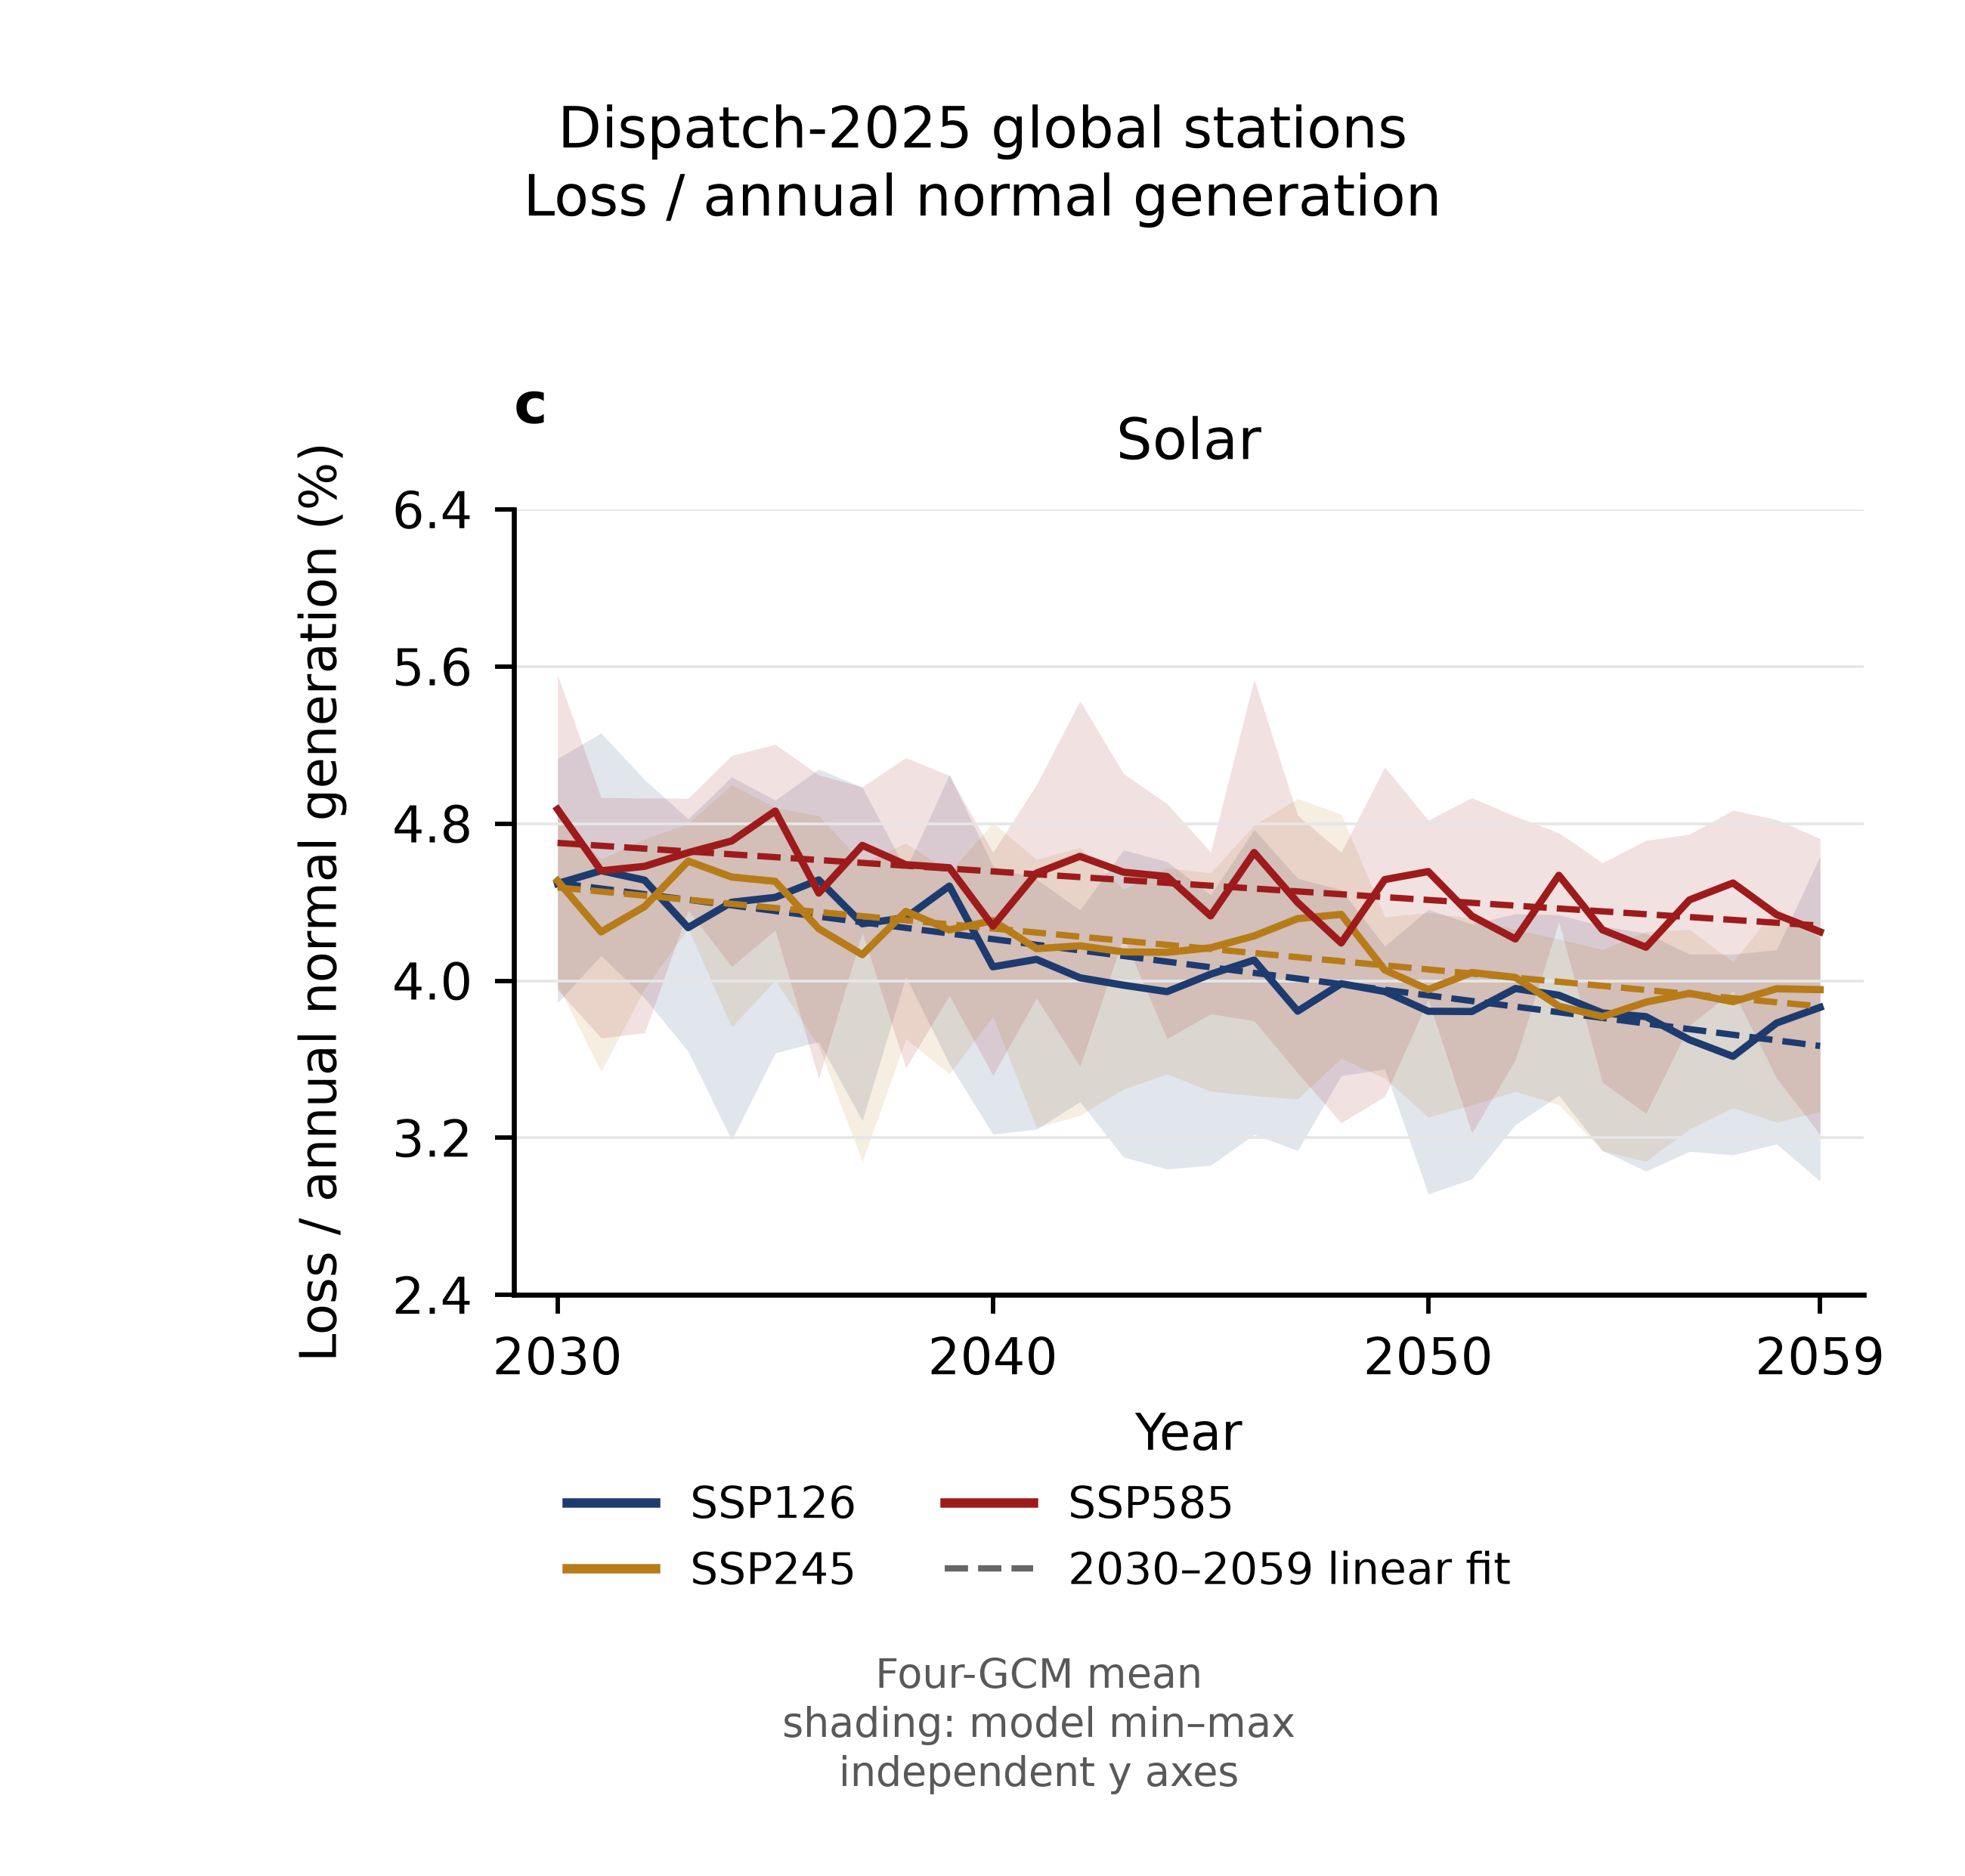 Dispatch-2025 global stations
Loss / annual normal generation
c
Solar
Loss / annual normal generation (%)
6.4
5.6
4.8
4.0
3.2
2.4
2030
2040
2050
2059
Year
SSP126
SSP585
SSP245
2030–2059 linear fit
Four-GCM mean
shading: model min–max
independent y axes